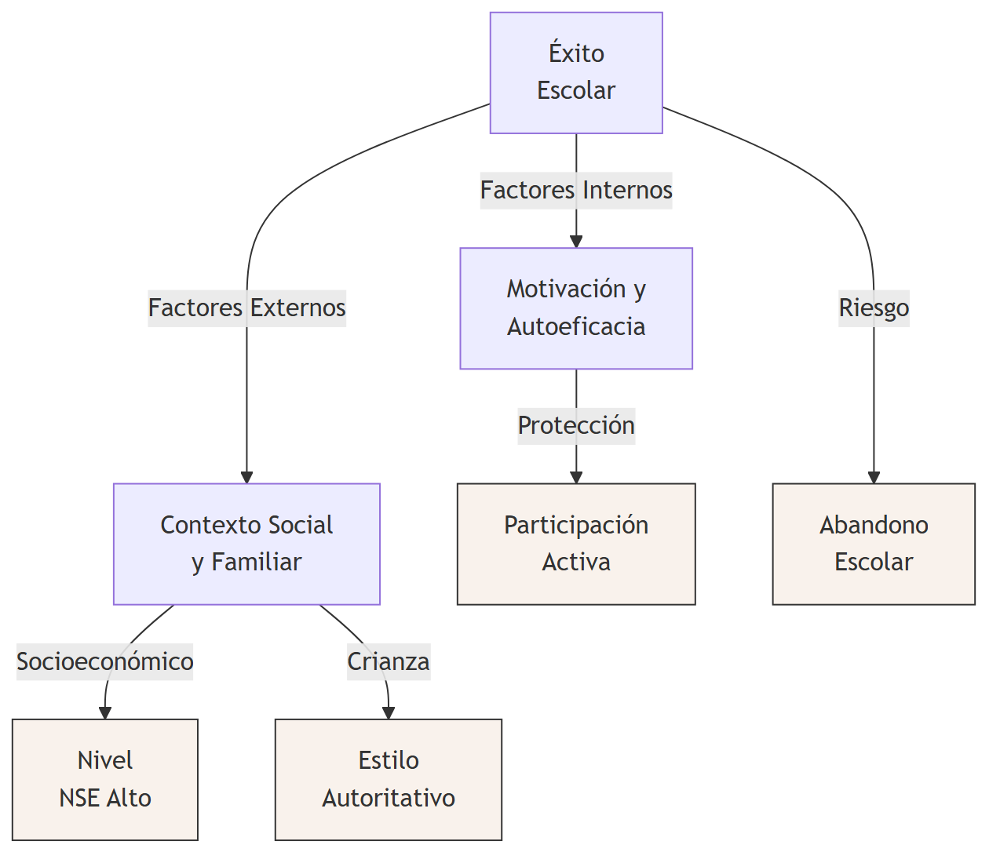 Éxito
Escolar
Factores Internos
Motivación y
Autoeficacia
Factores Externos
Riesgo
Protección
Contexto Social
y Familiar
Participación
Activa
Abandono
Escolar
Socioeconómico
Crianza
Nivel
NSE Alto
Estilo
Autoritativo